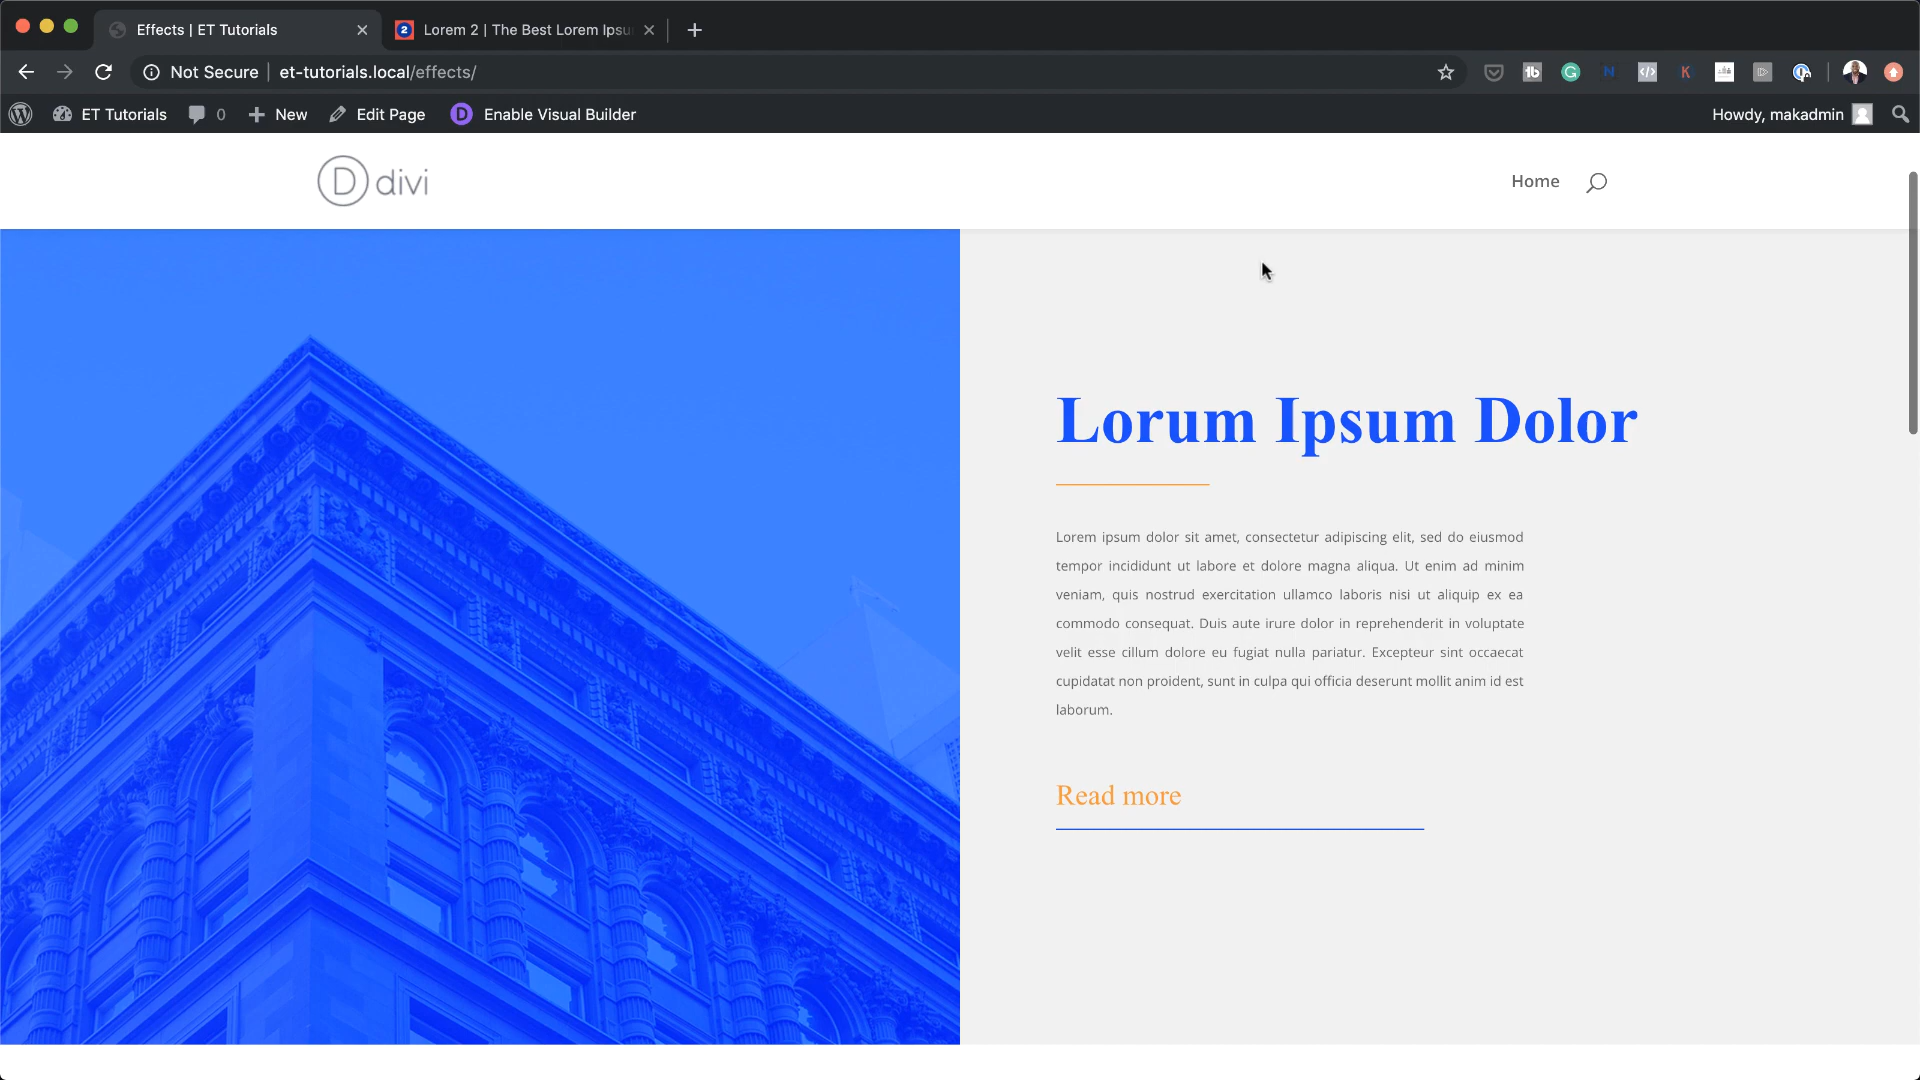 Effects | ET Tutorials
Lorem 2 | The Best Lorem Ipsu
Not Secure
et-tutorials.local/effects/
ET Tutorials
0
New
Edit Page
Enable Visual Builder
Howdy, makadmin
D divi
Home
Lorum Ipsum Dolor
Lorem ipsum dolor sit amet, consectetur adipiscing elit, sed do eiusmod
tempor incididunt ut labore et dolore magna aliqua. Ut enim ad minim
veniam, quis nostrud exercitation ullamco laboris nisi ut aliquip ex ea
commodo consequat. Duis aute irure dolor in reprehenderit in voluptate
velit esse cillum dolore eu fugiat nulla pariatur. Excepteur sint occaecat
cupidatat non proident, sunt in culpa qui officia deserunt mollit anim id est
laborum.
Read more